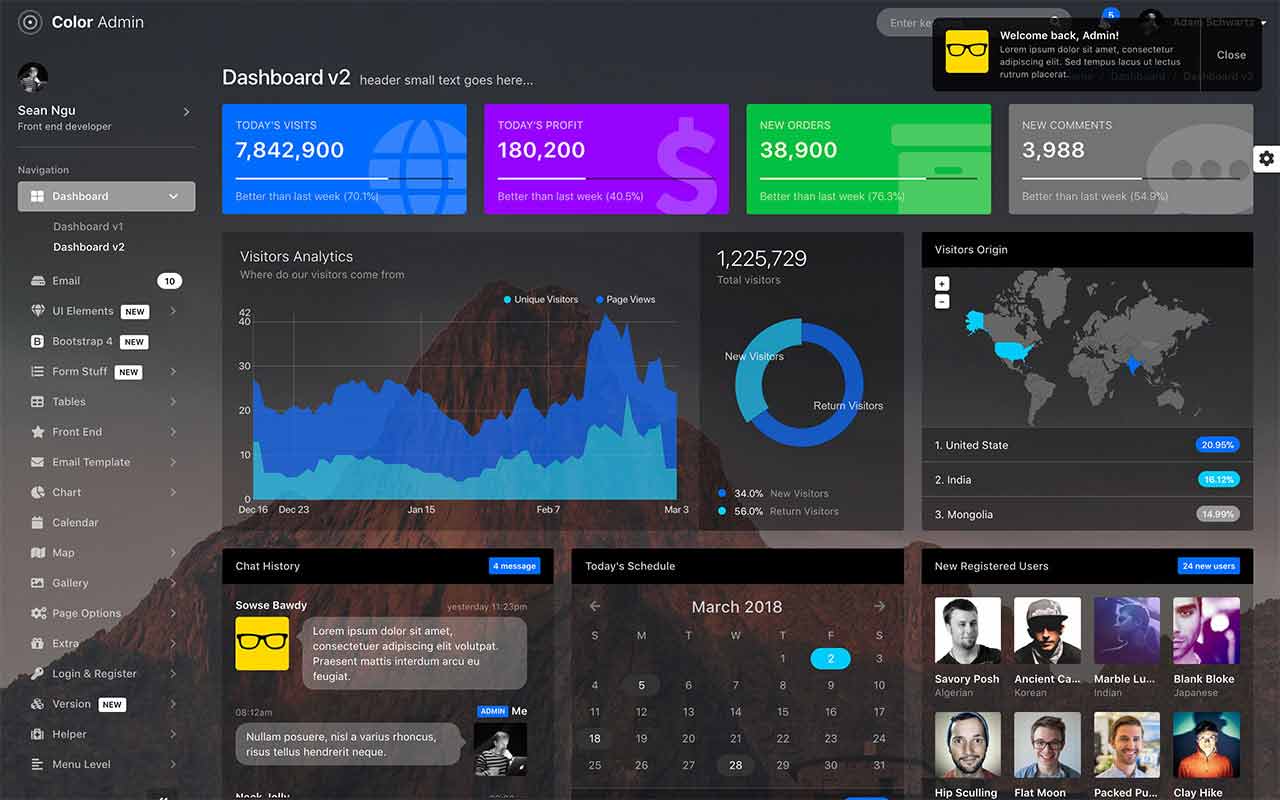 Color Admin
Enter ke
5
Adam Schwartz
Welcome back, Admin!
Lorem ipsum dolor sit amet, consectetur
adipiscing elit. Sed tempus lacus ut lectus
rutrum placerat.
Close
Home / Dashboard / Dashboard v2
Sean Ngu
Front end developer
Navigation
Dashboard
Dashboard v1
Dashboard v2
Email
10
UI Elements NEW
B Bootstrap 4 NEW
Form Stuff NEW
Tables
Front End
Email Template
Chart
Calendar
Map
Gallery
Page Options
Extra
Login & Register
Version NEW
Helper
Menu Level
Dashboard v2 header small text goes here...
TODAY'S VISITS
7,842,900
Better than last week (70.1%)
TODAY'S PROFIT
180,200
Better than last week (40.5%)
NEW ORDERS
38,900
Better than last week (76.3%)
NEW COMMENTS
3,988
Better than last week (54.9%)
Visitors Analytics
Where do our visitors come from
Unique Visitors Page Views
42
40
30
20
10
0
Dec 16 Dec 23 Jan 15 Feb 7 Mar 3
1,225,729
Total visitors
New Visitors
Return Visitors
34.0% New Visitors
56.0% Return Visitors
Visitors Origin
+
-
1. United State 20.95%
2. India 16.12%
3. Mongolia 14.99%
Chat History 4 message
Sowse Bawdy yesterday 11:23pm
Lorem ipsum dolor sit amet,
consectetuer adipiscing elit volutpat.
Praesent mattis interdum arcu eu
feugiat.
08:12am ADMIN Me
Nullam posuere, nisl a varius rhoncus,
risus tellus hendrerit neque.
Neck Jolly
Today's Schedule
March 2018
S M T W T F S
1 2 3
4 5 6 7 8 9 10
11 12 13 14 15 16 17
18 19 20 21 22 23 24
25 26 27 28 29 30 31
New Registered Users 24 new users
Savory Posh
Algerian
Ancient Ca...
Korean
Marble Lu...
Indian
Blank Bloke
Japanese
Hip Sculling
Flat Moon
Packed Pu...
Clay Hike